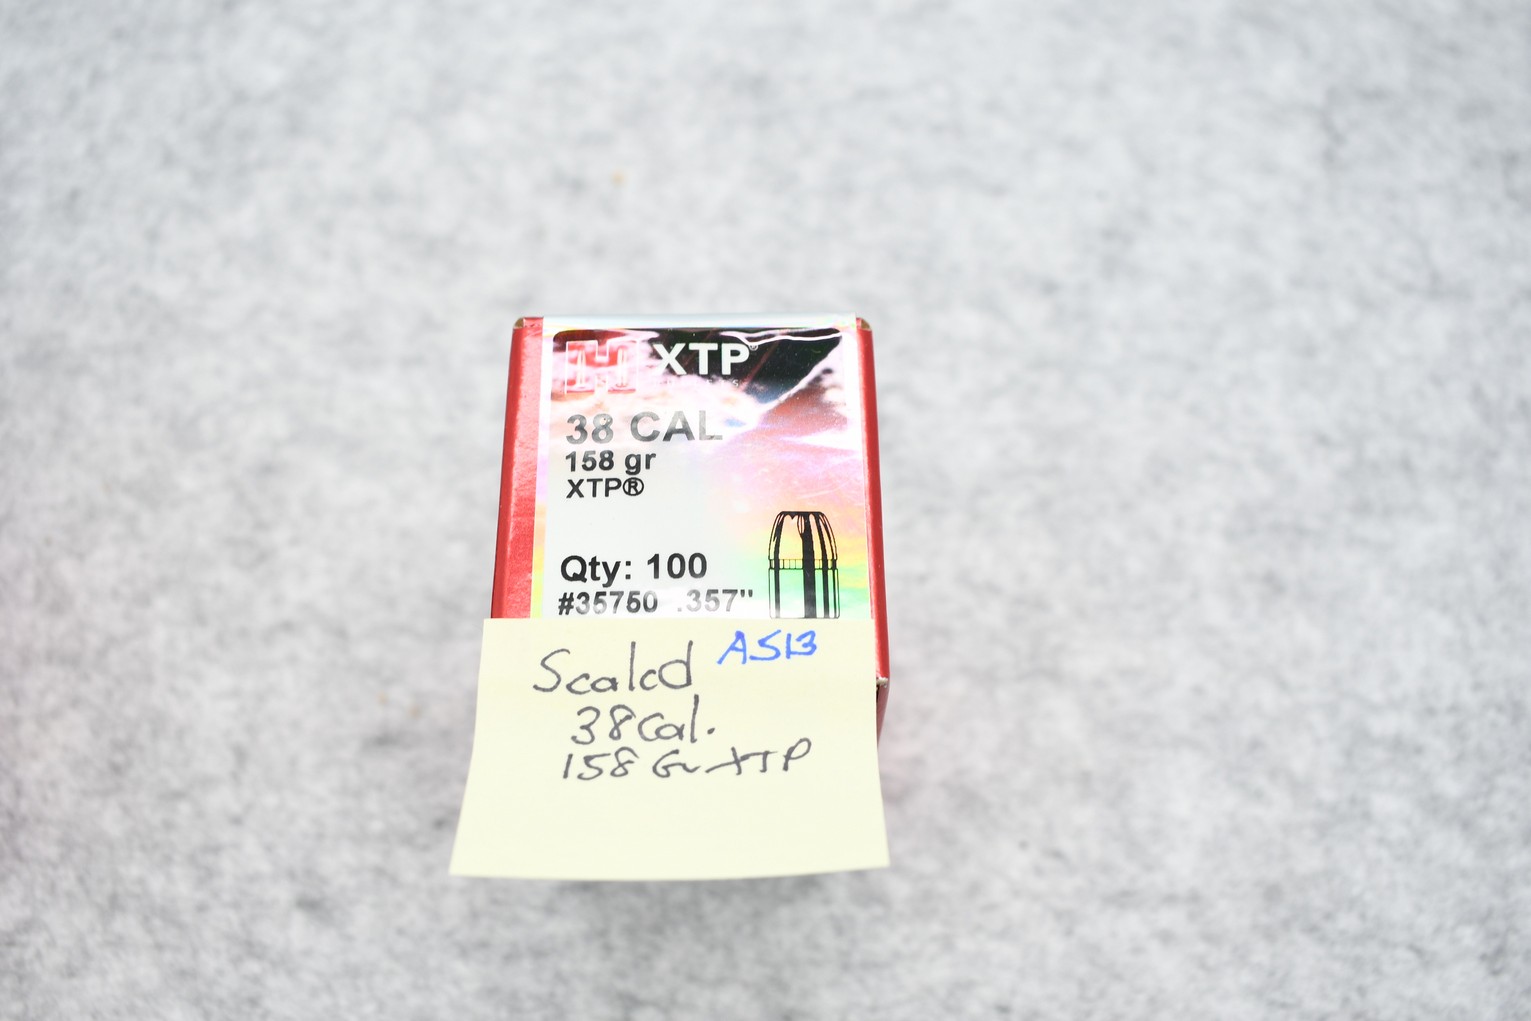 H
XTP®
38 CAL
158 gr
XTP®
Qty: 100
#35750 .357"
Sealed A513
38 Cal.
158 Gr XTP